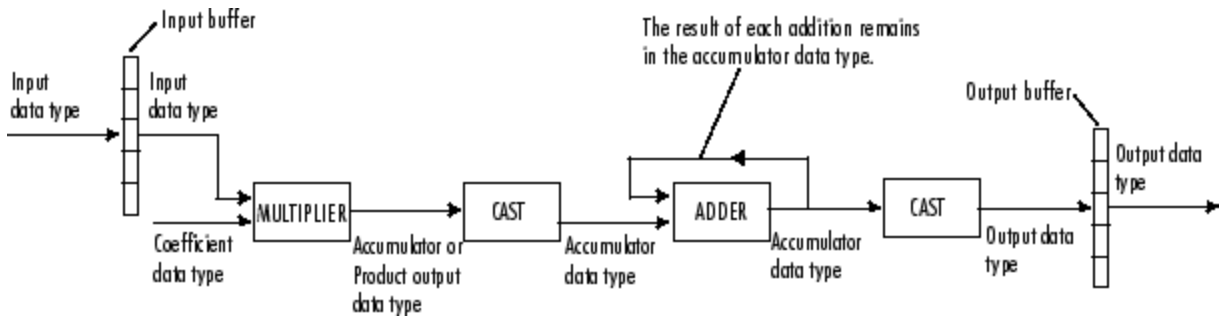 Input buffer
The result of each addition remains
in the accumulator data type.
Input
data type
Input
data type
Output buffer
Output data
type
MULTIPLIER
CAST
ADDER
CAST
Coefficient
data type
Accumulator or
Product output
data type
Accumulator
data type
Accumulator
data type
Output data
type